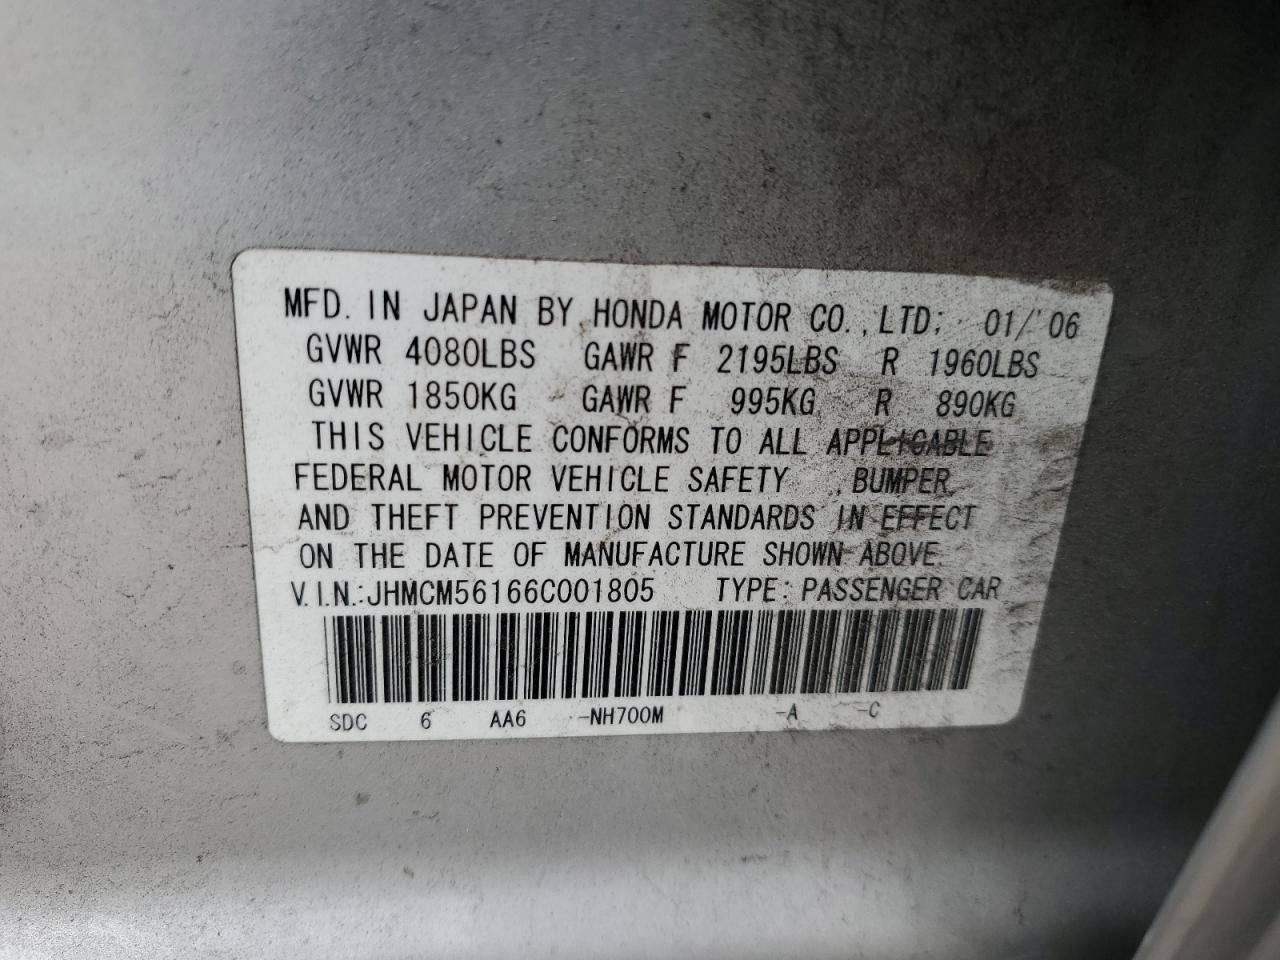 MFD. IN JAPAN BY HONDA MOTOR CO., LTD. 01/'06
GVWR 4080LBS GAWR F 2195LBS R 1960LBS
GVWR 1850KG GAWR F 995KG R 890KG
THIS VEHICLE CONFORMS TO ALL APPLICABLE
FEDERAL MOTOR VEHICLE SAFETY , BUMPER,
AND THEFT PREVENTION STANDARDS IN EFFECT
ON THE DATE OF MANUFACTURE SHOWN ABOVE.
V.I.N.:JHMCM56166C001805 TYPE: PASSENGER CAR
SDC 6 AA6 -NH700M -A -C